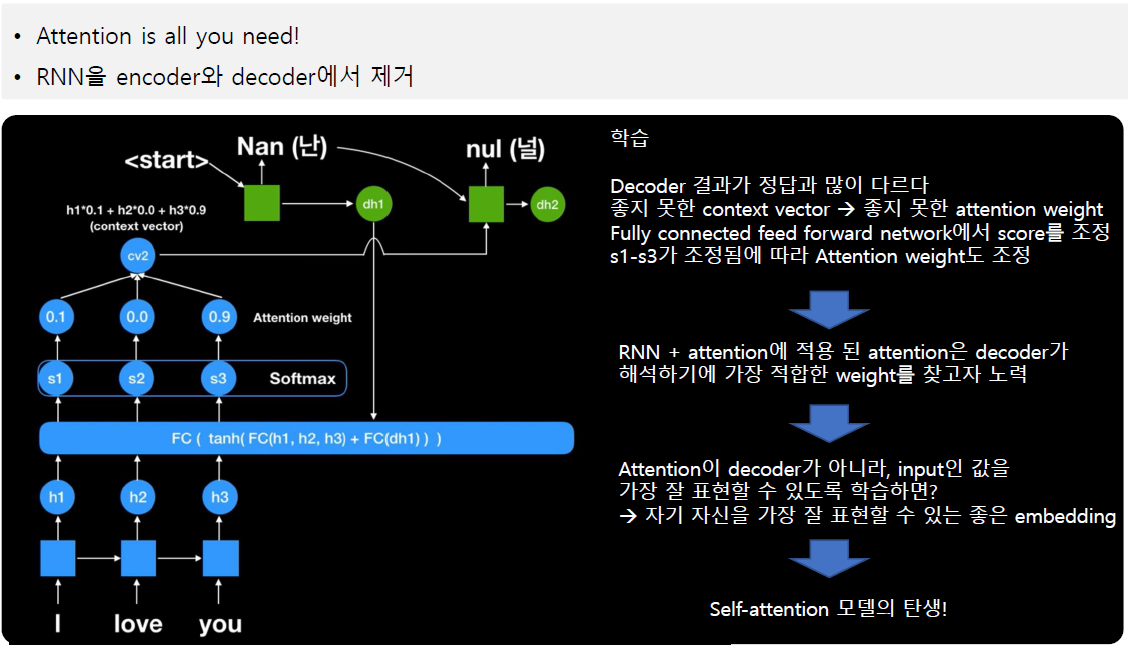 • Attention is all you need!
• RNN을 encoder와 decoder에서 제거
<start>
Nan (난)
nul (널)
dh1
dh2
h1*0.1 + h2*0.0 + h3*0.9
(context vector)
cv2
0.1
0.0
0.9
Attention weight
s1
s2
s3
Softmax
FC ( tanh( FC(h1, h2, h3) + FC(dh1) ) )
h1
h2
h3
I
love
you
학습
Decoder 결과가 정답과 많이 다르다
좋지 못한 context vector → 좋지 못한 attention weight
Fully connected feed forward network에서 score를 조정
s1-s3가 조정됨에 따라 Attention weight도 조정
RNN + attention에 적용 된 attention은 decoder가
해석하기에 가장 적합한 weight를 찾고자 노력
Attention이 decoder가 아니라, input인 값을
가장 잘 표현할 수 있도록 학습하면?
→ 자기 자신을 가장 잘 표현할 수 있는 좋은 embedding
Self-attention 모델의 탄생!